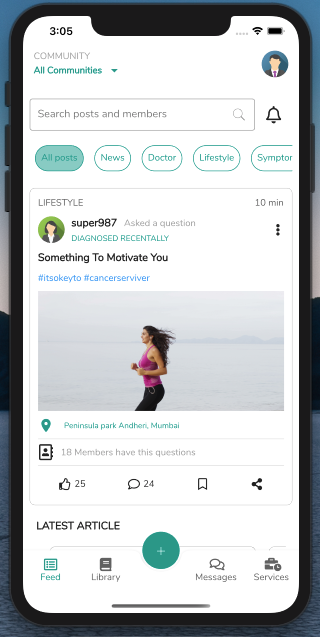 3:05
COMMUNITY
All Communities
Search posts and members
All posts News Doctor Lifestyle Symptor
LIFESTYLE 10 min
super987 Asked a question
DIAGNOSED RECENTALLY
Something To Motivate You
#itsokeyto #cancerserviver
Peninsula park Andheri, Mumbai
18 Members have this questions
25 24
LATEST ARTICLE
Feed Library + Messages Services